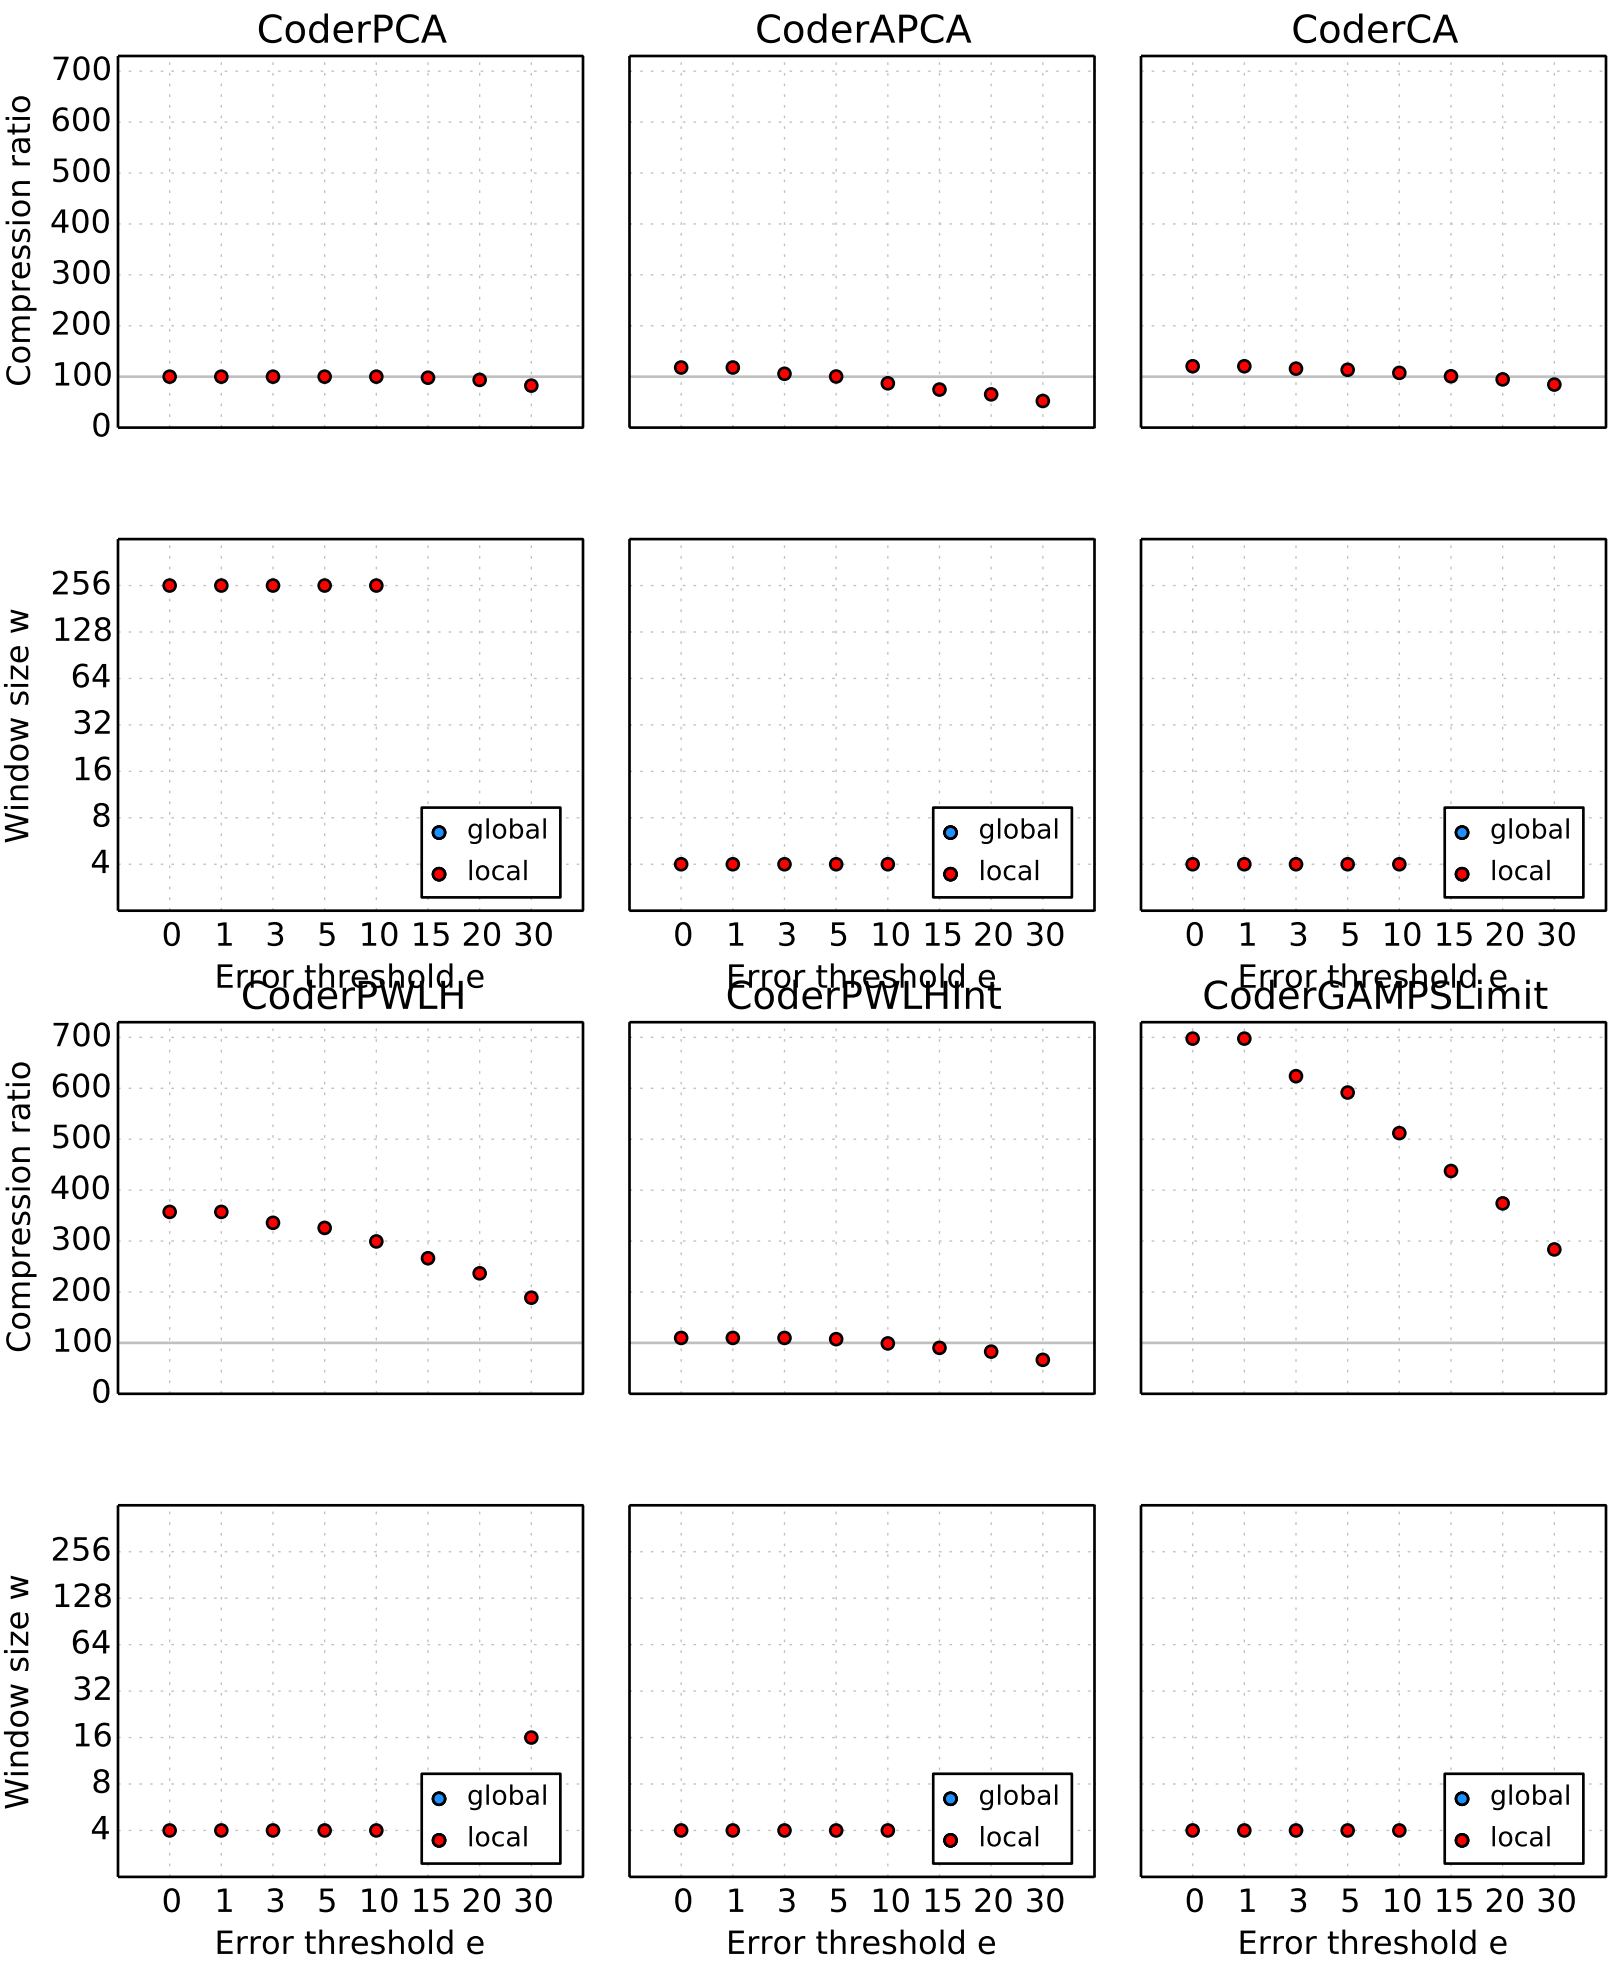 CoderPCA CoderAPCA CoderCA
Compression ratio
700
600
500
400
300
200
100
0
Window size w
256
128
64
32
16
8
4
global
local
global
local
global
local
0 1 3 5 10 15 20 30
0 1 3 5 10 15 20 30
0 1 3 5 10 15 20 30
Error threshold e
Error threshold e
Error threshold e
CoderPWLH CoderPWLHInt CoderGAMPSLimit
Compression ratio
700
600
500
400
300
200
100
0
Window size w
256
128
64
32
16
8
4
global
local
global
local
global
local
0 1 3 5 10 15 20 30
0 1 3 5 10 15 20 30
0 1 3 5 10 15 20 30
Error threshold e
Error threshold e
Error threshold e